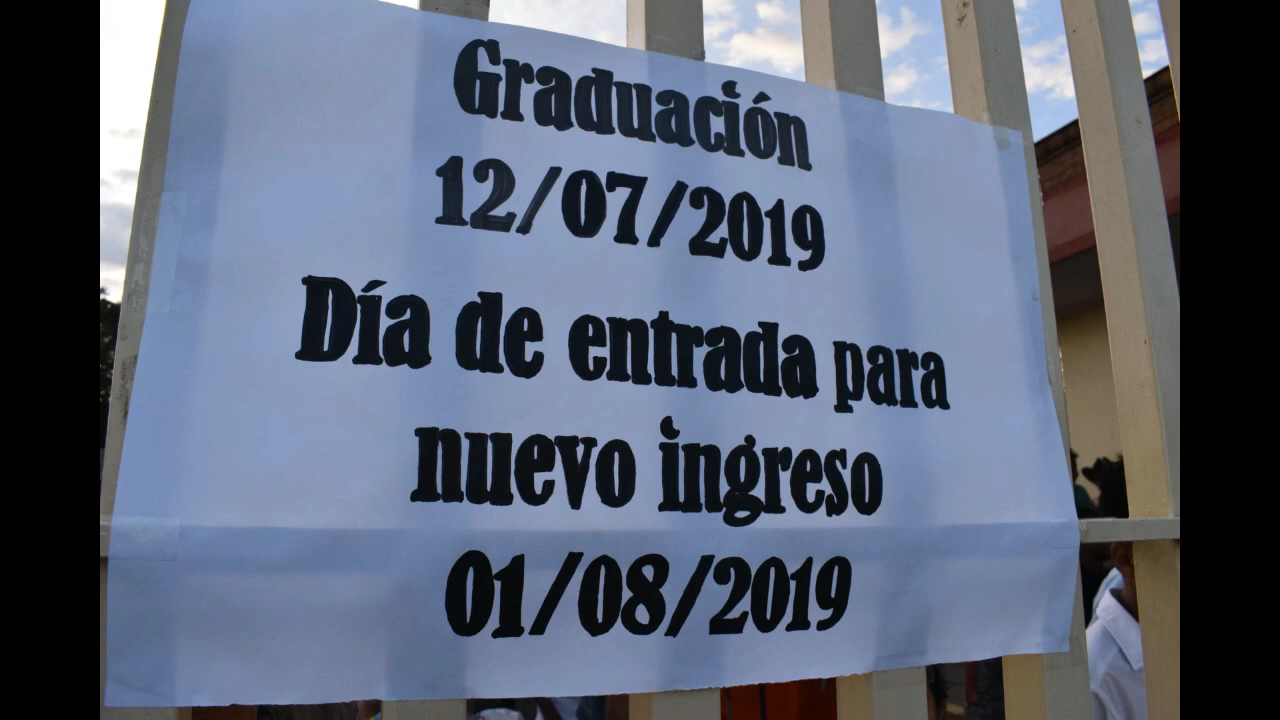 Graduación
12/07/2019
Día de entrada para
nuevo ingreso
01/08/2019